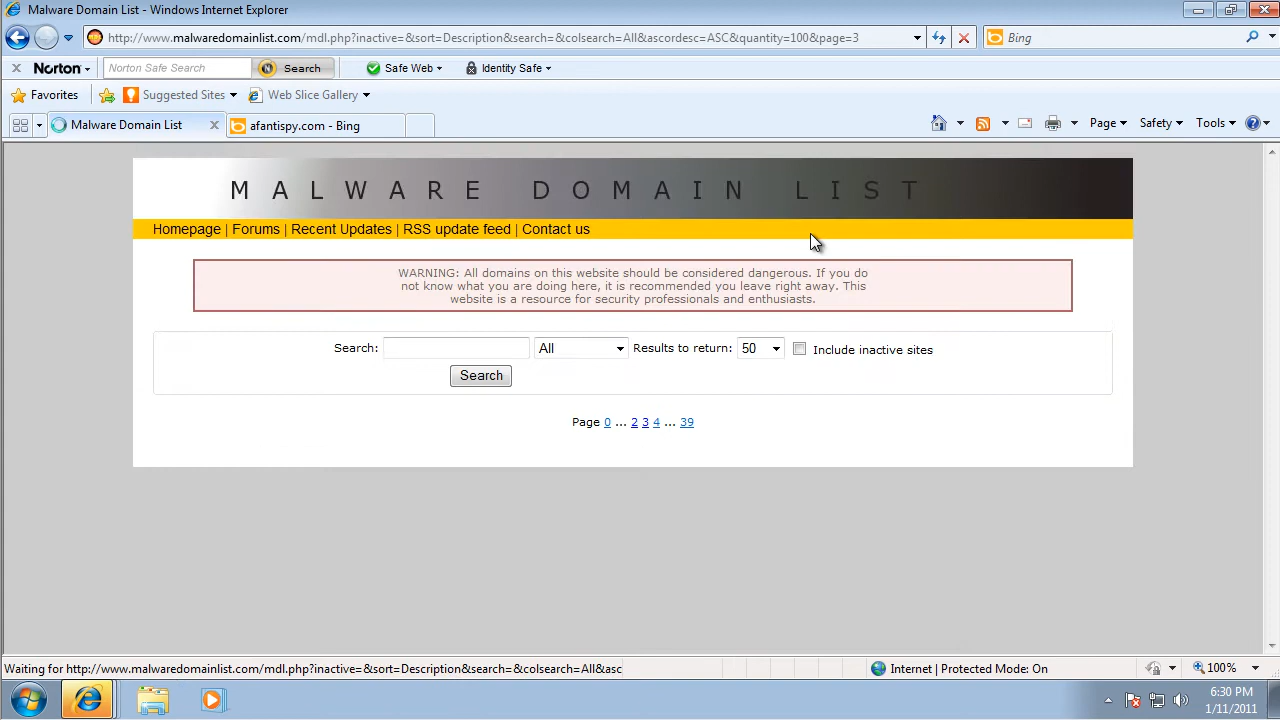 Malware Domain List - Windows Internet Explorer
http://www.malwaredomainlist.com/mdl.php?inactive=&sort=Description&search=&colsearch=All&ascordesc=ASC&quantity=100&page=3
Bing
x Norton Norton Safe Search N Search Safe Web Identity Safe
Favorites Suggested Sites Web Slice Gallery
Malware Domain List x afantispy.com - Bing Page Safety Tools
MALWARE DOMAIN LIST
Homepage | Forums | Recent Updates | RSS update feed | Contact us
WARNING: All domains on this website should be considered dangerous. If you do
not know what you are doing here, it is recommended you leave right away. This
website is a resource for security professionals and enthusiasts.
Search: All Results to return: 50 Include inactive sites
Search
Page 0 ... 2 3 4 ... 39
Waiting for http://www.malwaredomainlist.com/mdl.php?inactive=&sort=Description&search=&colsearch=All&asc Internet | Protected Mode: On 100%
6:30 PM
1/11/2011